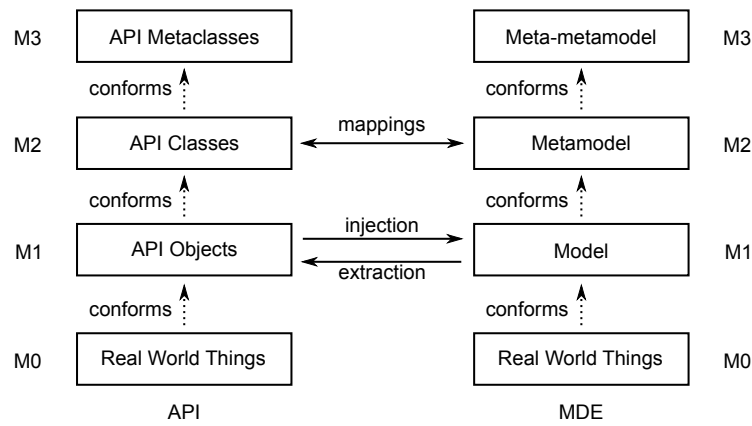 M3 API Metaclasses Meta-metamodel M3
conforms conforms
M2 API Classes mappings Metamodel M2
conforms conforms
M1 API Objects injection Model M1
extraction
conforms conforms
M0 Real World Things Real World Things M0
API MDE